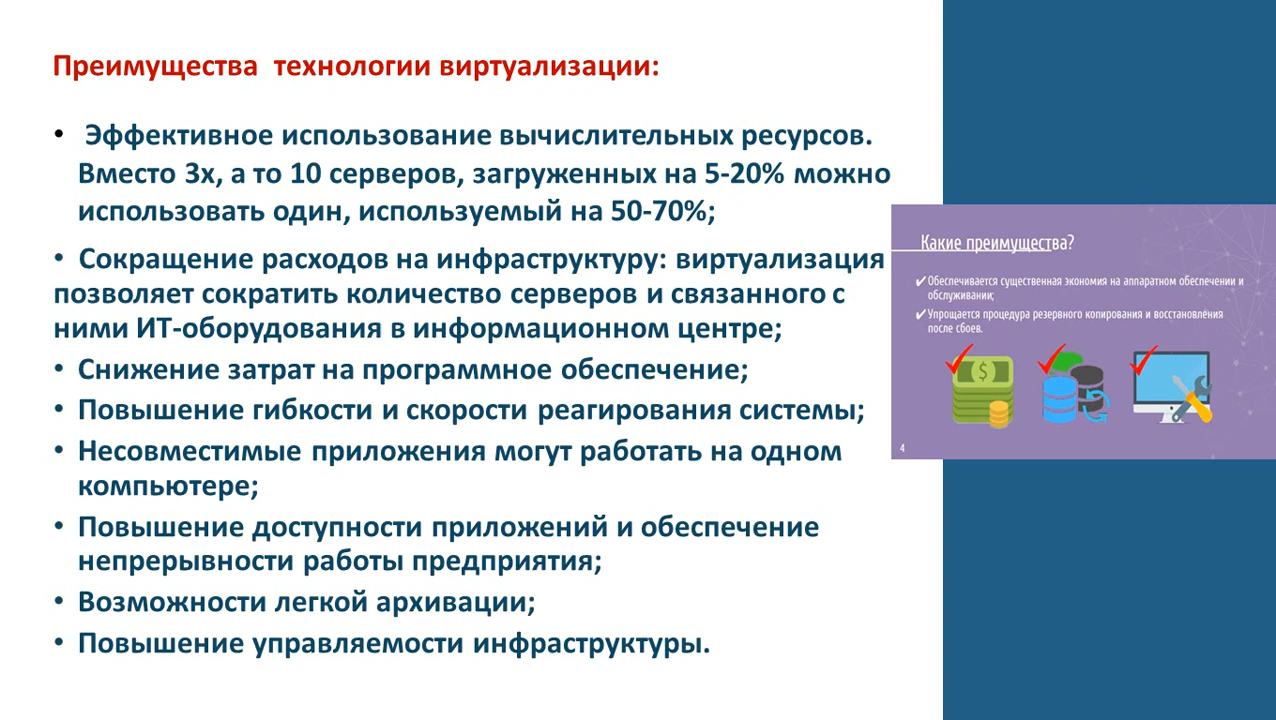 Преимущества технологии виртуализации:
• Эффективное использование вычислительных ресурсов.
Вместо 3х, а то 10 серверов, загруженных на 5-20% можно
использовать один, используемый на 50-70%;
• Сокращение расходов на инфраструктуру: виртуализация
позволяет сократить количество серверов и связанного с
ними ИТ-оборудования в информационном центре;
• Снижение затрат на программное обеспечение;
• Повышение гибкости и скорости реагирования системы;
• Несовместимые приложения могут работать на одном
компьютере;
• Повышение доступности приложений и обеспечение
непрерывности работы предприятия;
• Возможности легкой архивации;
• Повышение управляемости инфраструктуры.
Какие преимущества?
✔Обеспечивается существенная экономия на аппаратном обеспечении и
обслуживании;
✔Упрощается процедура резервного копирования и восстановления
после сбоев.
$
4